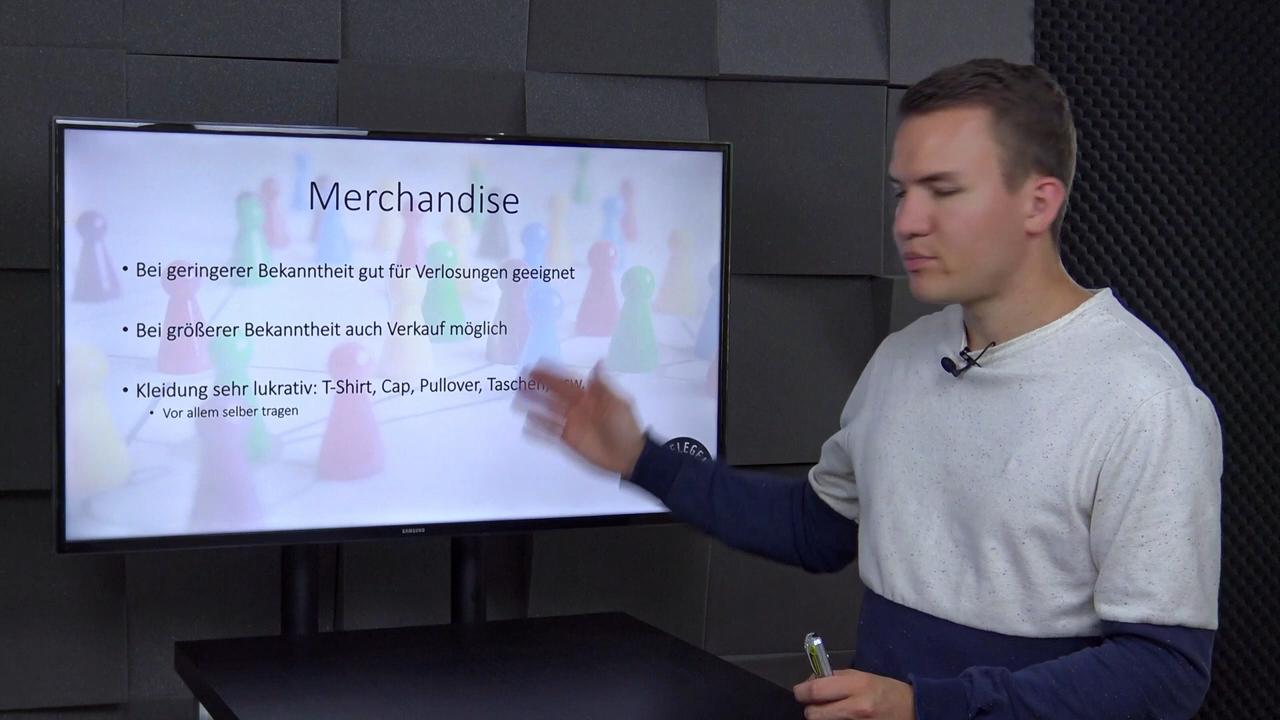 Merchandise
• Bei geringerer Bekanntheit gut für Verlosungen geeignet
• Bei größerer Bekanntheit auch Verkauf möglich
• Kleidung sehr lukrativ: T-Shirt, Cap, Pullover, Taschen,
• Vor allem selber tragen
SAMSUNG